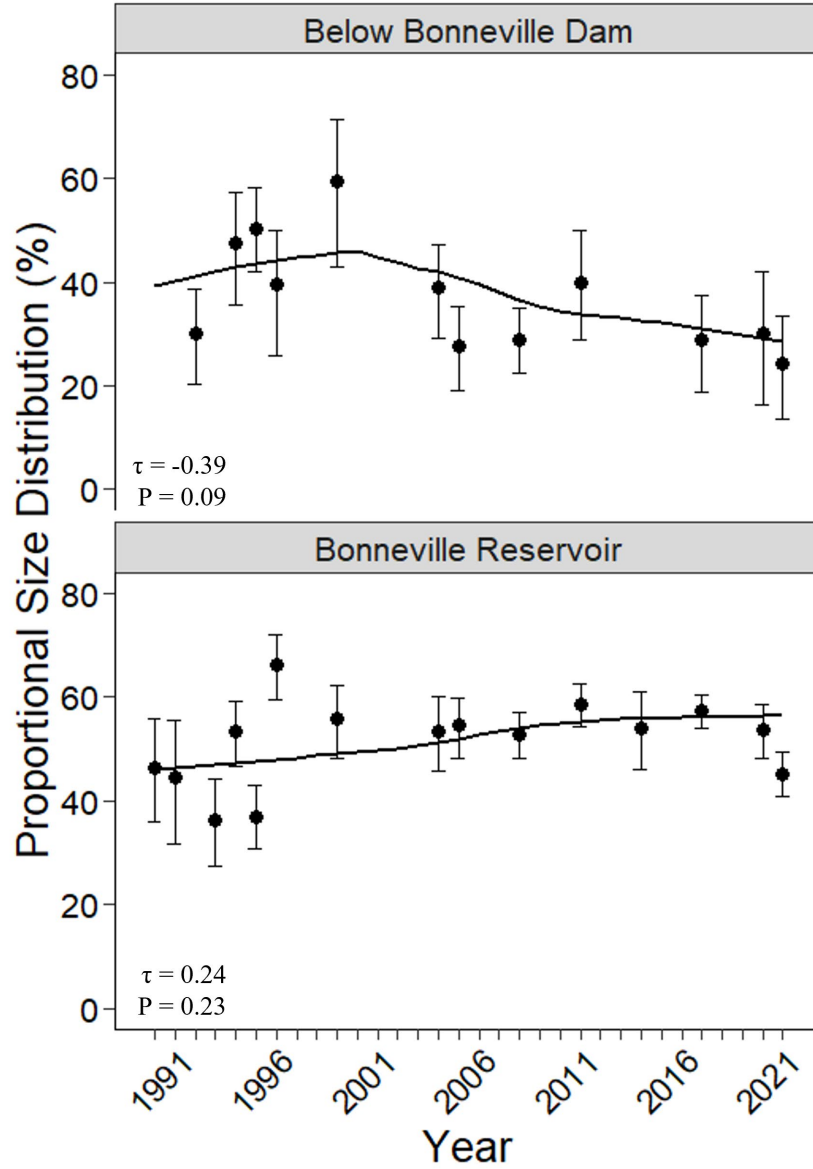 Below Bonneville Dam
Proportional Size Distribution (%)
80
60
40
20
0
τ = -0.39
P = 0.09
Bonneville Reservoir
80
60
40
20
0
τ = 0.24
P = 0.23
1991
1996
2001
2006
2011
2016
2021
Year